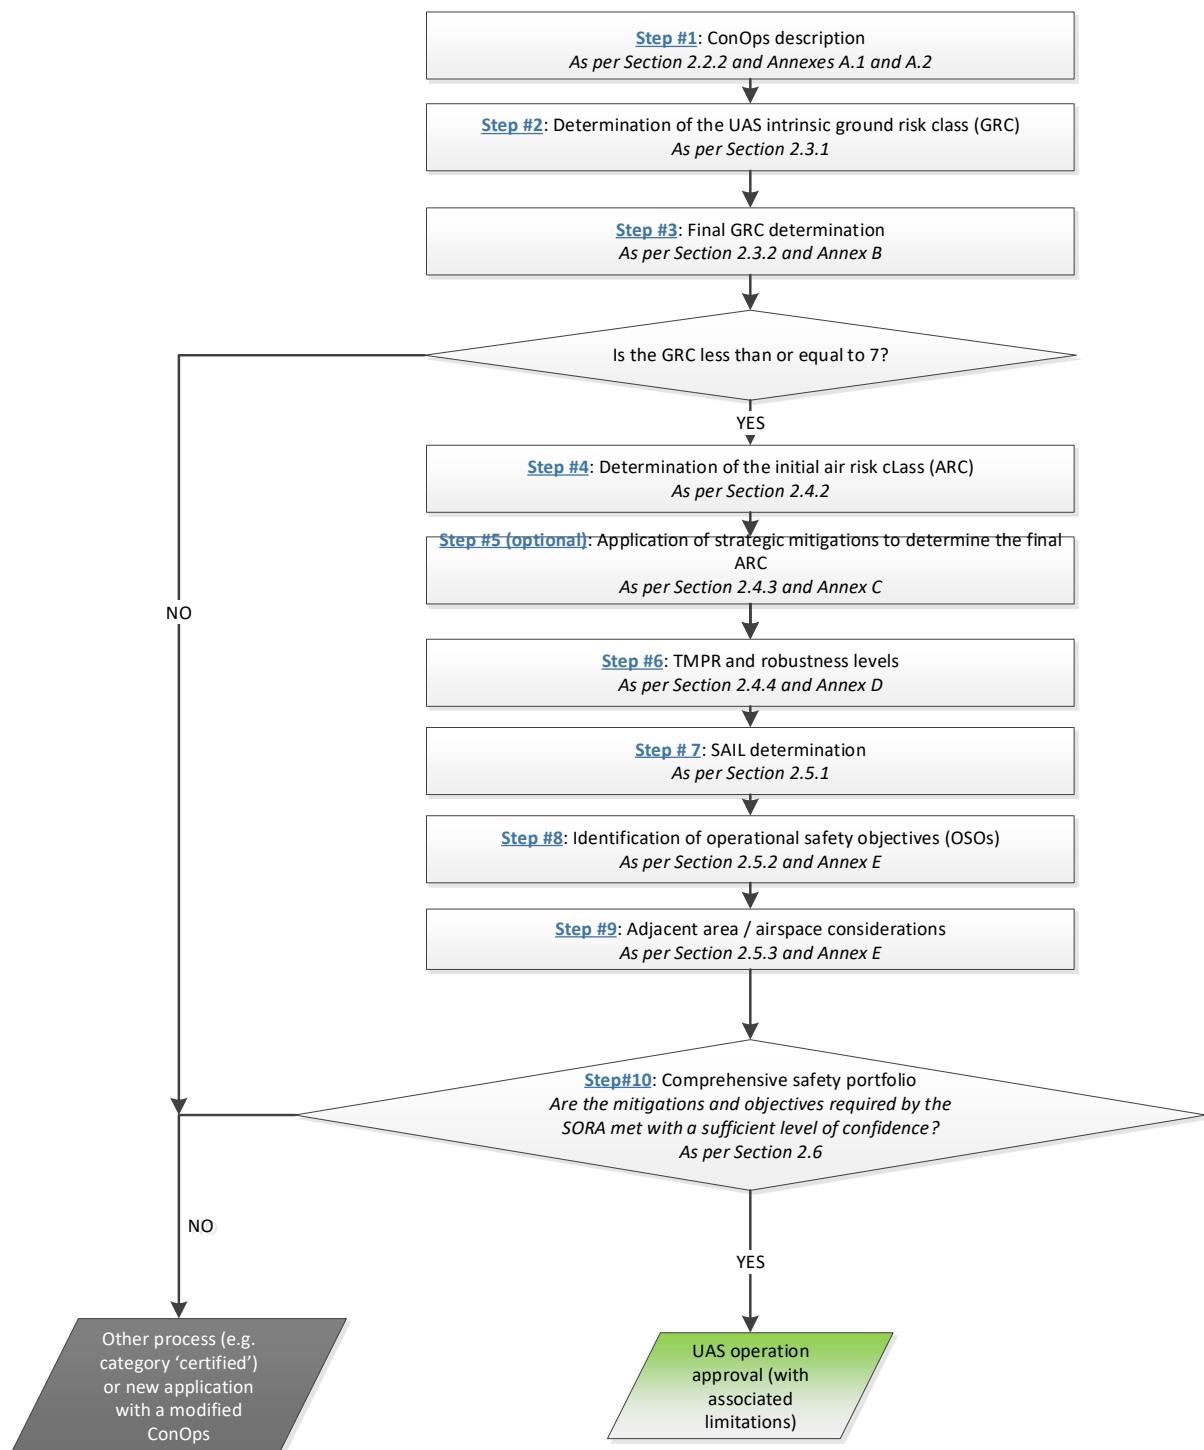 Step #1: ConOps description
As per Section 2.2.2 and Annexes A.1 and A.2
Step #2: Determination of the UAS intrinsic ground risk class (GRC)
As per Section 2.3.1
Step #3: Final GRC determination
As per Section 2.3.2 and Annex B
Is the GRC less than or equal to 7?
YES
Step #4: Determination of the initial air risk cLass (ARC)
As per Section 2.4.2
Step #5 (optional): Application of strategic mitigations to determine the final
ARC
As per Section 2.4.3 and Annex C
NO
Step #6: TMPR and robustness levels
As per Section 2.4.4 and Annex D
Step # 7: SAIL determination
As per Section 2.5.1
Step #8: Identification of operational safety objectives (OSOs)
As per Section 2.5.2 and Annex E
Step #9: Adjacent area / airspace considerations
As per Section 2.5.3 and Annex E
Step#10: Comprehensive safety portfolio
Are the mitigations and objectives required by the
SORA met with a sufficient level of confidence?
As per Section 2.6
NO
YES
Other process (e.g.
category ‘certified’)
or new application
with a modified
ConOps
UAS operation
approval (with
associated
limitations)